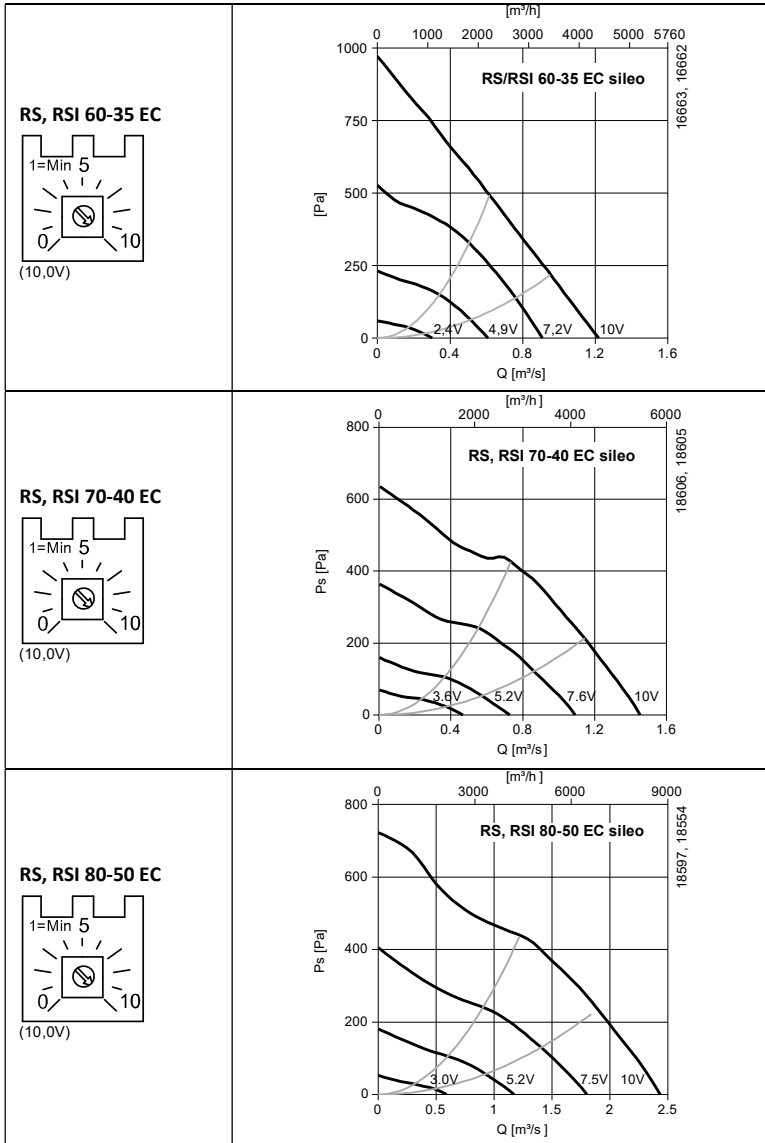 RS, RSI 60-35 EC
1=Min 5
0 10
(10,0V)
[m³/h]
0 1000 2000 3000 4000 5000 5760
RS/RSI 60-35 EC sileo
16663, 16662
[Pa]
1000
750
500
250
0
2,4V 4,9V 7,2V 10V
0 0.4 0.8 1.2 1.6
Q [m³/s]
RS, RSI 70-40 EC
1=Min 5
0 10
(10,0V)
[m³/h]
0 2000 4000 6000
RS, RSI 70-40 EC sileo
18606, 18605
Ps [Pa]
800
600
400
200
0
3.6V 5.2V 7.6V 10V
0 0.4 0.8 1.2 1.6
Q [m³/s]
RS, RSI 80-50 EC
1=Min 5
0 10
(10,0V)
[m³/h]
0 3000 6000 9000
RS, RSI 80-50 EC sileo
18597, 18554
Ps [Pa]
800
600
400
200
0
3.0V 5.2V 7.5V 10V
0 0.5 1 1.5 2 2.5
Q [m³/s]